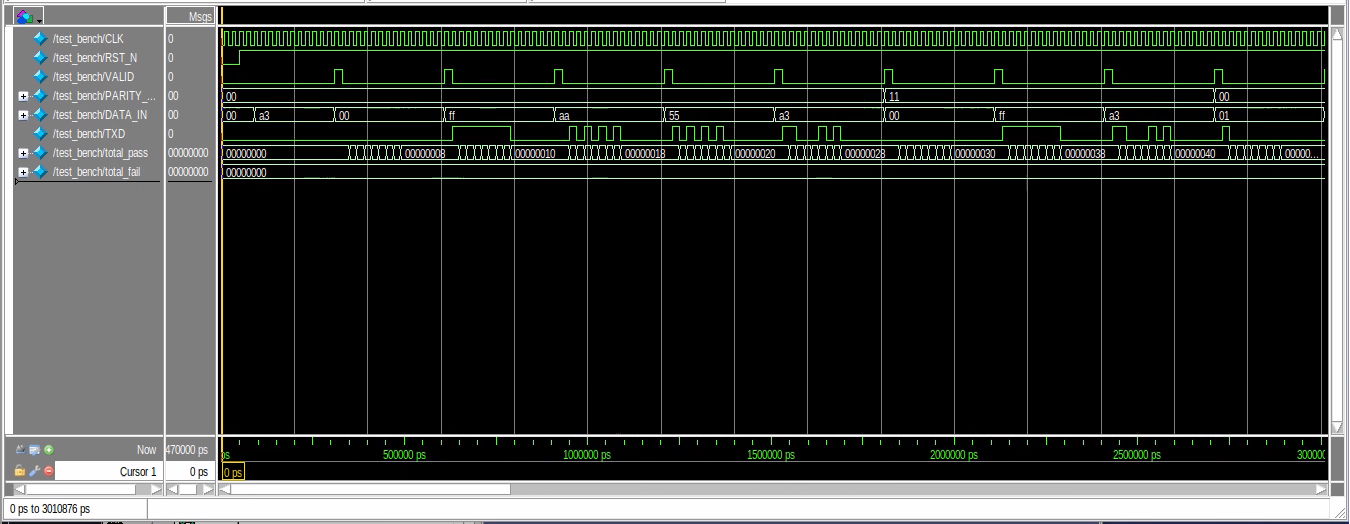 Msgs
/test_bench/CLK 0
/test_bench/RST_N 0
/test_bench/VALID 0
/test_bench/PARITY_... 00 00 11 00
/test_bench/DATA_IN 00 00 a3 00 ff aa 55 a3 00 ff a3 01
/test_bench/TXD 0
/test_bench/total_pass 00000000 00000000 00000008 00000010 00000018 00000020 00000028 00000030 00000038 00000040 00000...
/test_bench/total_fail 00000000 00000000
Now 470000 ps ps 500000 ps 1000000 ps 1500000 ps 2000000 ps 2500000 ps 300000
Cursor 1 0 ps 0 ps
0 ps to 3010876 ps